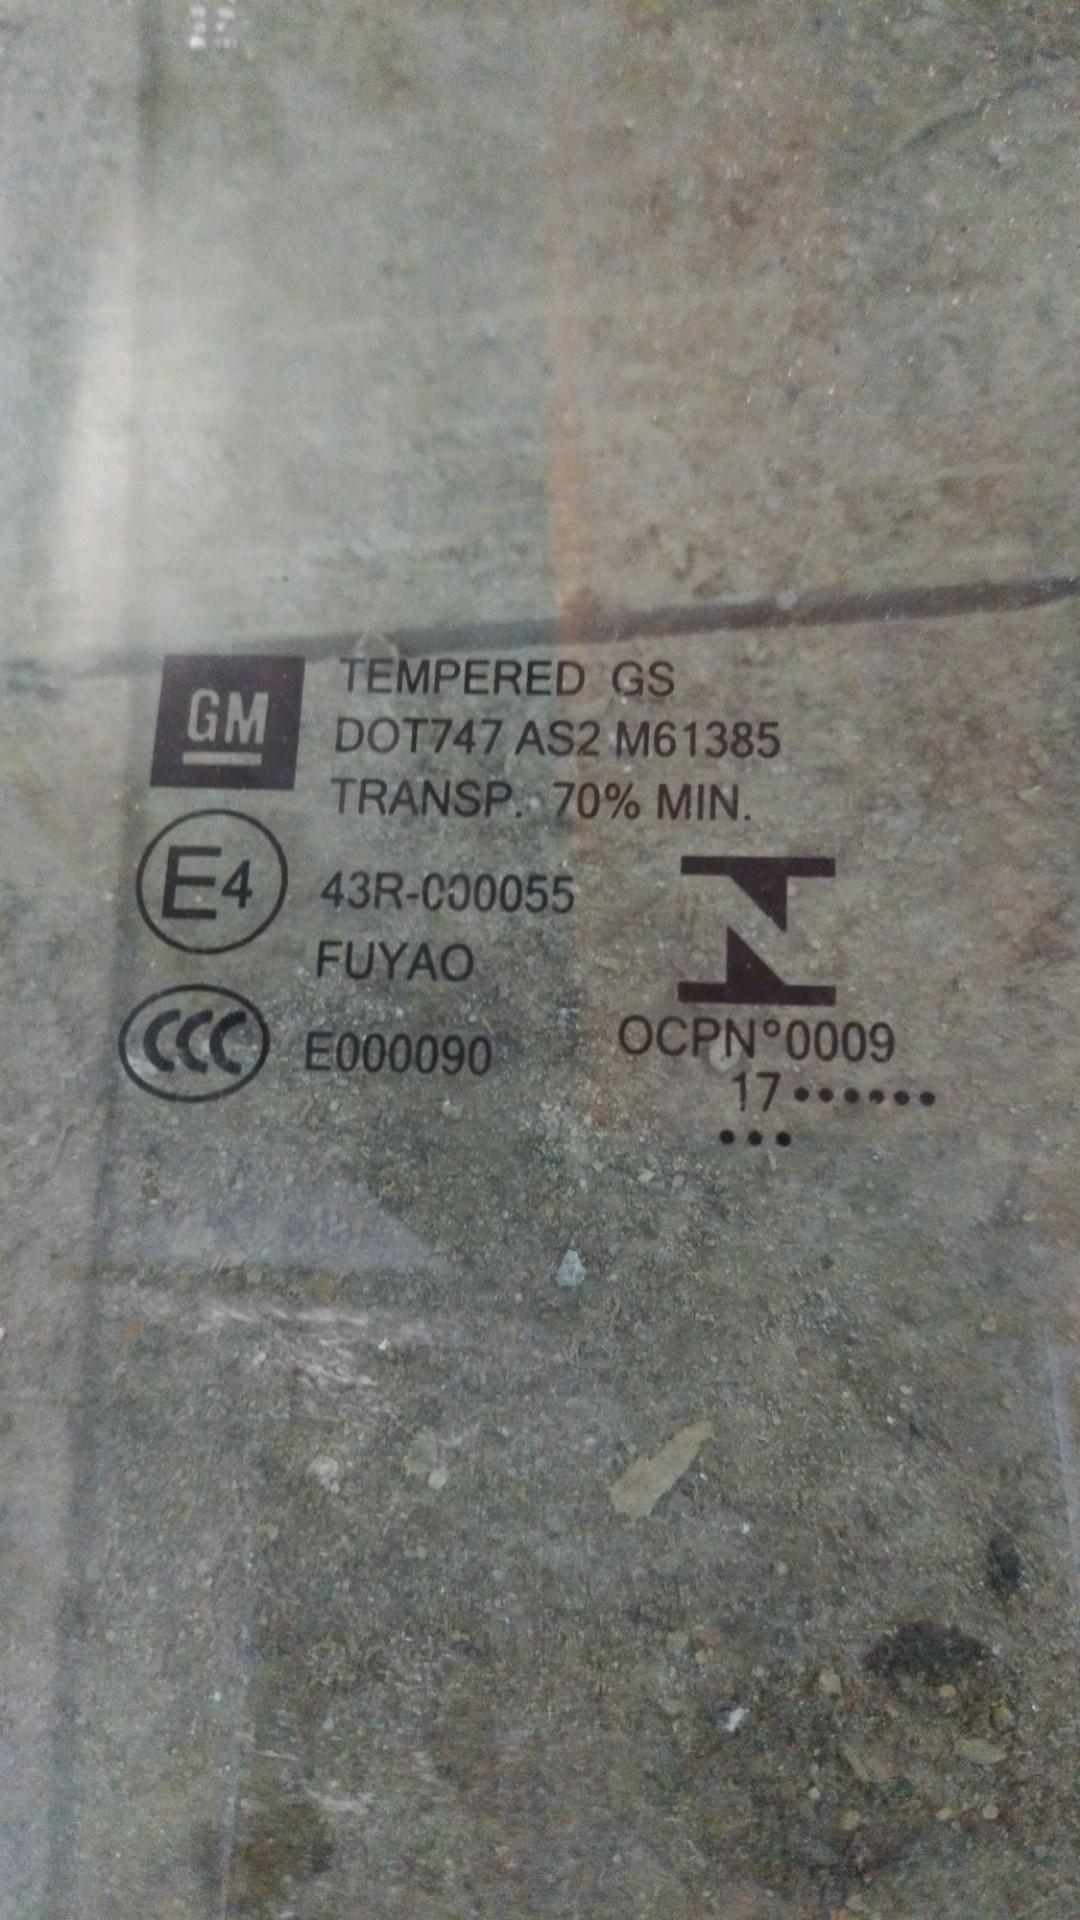 GM
TEMPERED GS
DOT747 AS2 M61385
TRANSP. 70% MIN.
E4
43R-000055
FUYAO
CCC
E000090
OCPN°0009
17••••••
•••